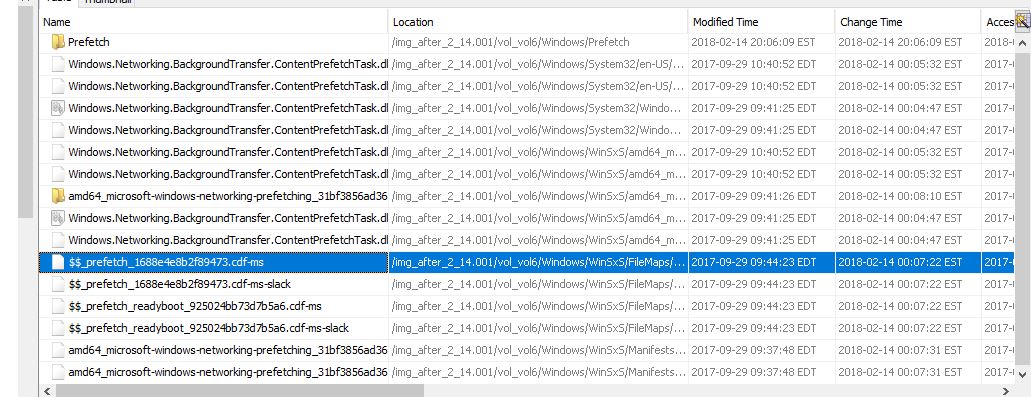 Table Thumbnail
Name Location Modified Time Change Time Acces
Prefetch /img_after_2_14.001/vol_vol6/Windows/Prefetch 2018-02-14 20:06:09 EST 2018-02-14 20:06:09 EST 2018-
Windows.Networking.BackgroundTransfer.ContentPrefetchTask.dl /img_after_2_14.001/vol_vol6/Windows/System32/en-US/... 2017-09-29 10:40:52 EDT 2018-02-14 00:05:32 EST 2017-
Windows.Networking.BackgroundTransfer.ContentPrefetchTask.dl /img_after_2_14.001/vol_vol6/Windows/System32/en-US/... 2017-09-29 10:40:52 EDT 2018-02-14 00:05:32 EST 2017-
Windows.Networking.BackgroundTransfer.ContentPrefetchTask.dl /img_after_2_14.001/vol_vol6/Windows/System32/Windo... 2017-09-29 09:41:25 EDT 2018-02-14 00:04:47 EST 2017-
Windows.Networking.BackgroundTransfer.ContentPrefetchTask.dl /img_after_2_14.001/vol_vol6/Windows/System32/Windo... 2017-09-29 09:41:25 EDT 2018-02-14 00:04:47 EST 2017-
Windows.Networking.BackgroundTransfer.ContentPrefetchTask.dl /img_after_2_14.001/vol_vol6/Windows/WinSxS/amd64_m... 2017-09-29 10:40:52 EDT 2018-02-14 00:05:32 EST 2017-
Windows.Networking.BackgroundTransfer.ContentPrefetchTask.dl /img_after_2_14.001/vol_vol6/Windows/WinSxS/amd64_m... 2017-09-29 10:40:52 EDT 2018-02-14 00:05:32 EST 2017-
amd64_microsoft-windows-networking-prefetching_31bf3856ad36 /img_after_2_14.001/vol_vol6/Windows/WinSxS/amd64_m... 2017-09-29 09:41:26 EDT 2018-02-14 00:08:10 EST 2017-
Windows.Networking.BackgroundTransfer.ContentPrefetchTask.dl /img_after_2_14.001/vol_vol6/Windows/WinSxS/amd64_m... 2017-09-29 09:41:25 EDT 2018-02-14 00:04:47 EST 2017-
Windows.Networking.BackgroundTransfer.ContentPrefetchTask.dl /img_after_2_14.001/vol_vol6/Windows/WinSxS/amd64_m... 2017-09-29 09:41:25 EDT 2018-02-14 00:04:47 EST 2017-
$$_prefetch_1688e4e8b2f89473.cdf-ms /img_after_2_14.001/vol_vol6/Windows/WinSxS/FileMaps/... 2017-09-29 09:44:23 EDT 2018-02-14 00:07:22 EST 2017-
$$_prefetch_1688e4e8b2f89473.cdf-ms-slack /img_after_2_14.001/vol_vol6/Windows/WinSxS/FileMaps/... 2017-09-29 09:44:23 EDT 2018-02-14 00:07:22 EST 2017-
$$_prefetch_readyboot_925024bb73d7b5a6.cdf-ms /img_after_2_14.001/vol_vol6/Windows/WinSxS/FileMaps/... 2017-09-29 09:44:23 EDT 2018-02-14 00:07:22 EST 2017-
$$_prefetch_readyboot_925024bb73d7b5a6.cdf-ms-slack /img_after_2_14.001/vol_vol6/Windows/WinSxS/FileMaps/... 2017-09-29 09:44:23 EDT 2018-02-14 00:07:22 EST 2017-
amd64_microsoft-windows-networking-prefetching_31bf3856ad36 /img_after_2_14.001/vol_vol6/Windows/WinSxS/Manifests... 2017-09-29 09:37:48 EDT 2018-02-14 00:07:31 EST 2017-
amd64_microsoft-windows-networking-prefetching_31bf3856ad36 /img_after_2_14.001/vol_vol6/Windows/WinSxS/Manifests... 2017-09-29 09:37:48 EDT 2018-02-14 00:07:31 EST 2017-